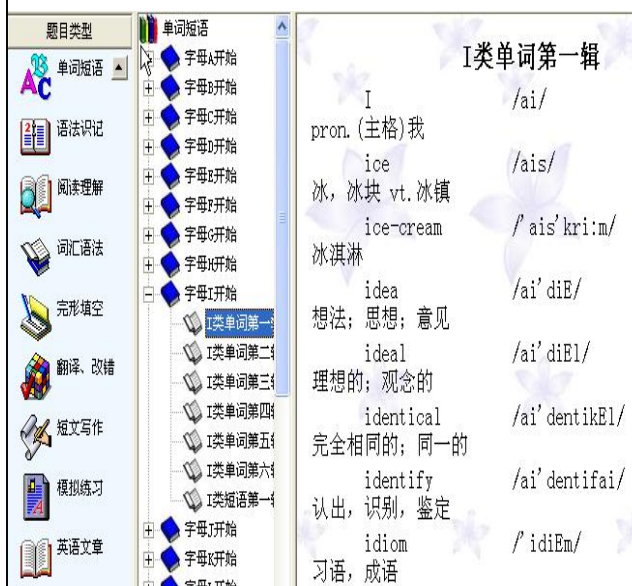 题目类型
单词短语
语法识记
阅读理解
词汇语法
完形填空
翻译、改错
短文写作
模拟练习
英语文章
单词短语
字母A开始
字母B开始
字母C开始
字母D开始
字母E开始
字母F开始
字母G开始
字母H开始
字母I开始
I类单词第一
I类单词第二
I类单词第三
I类单词第四
I类单词第五
I类单词第六
I类短语第一
字母J开始
字母K开始
I类单词第一辑
I /ai/
pron.(主格)我
ice /ais/
冰，冰块 vt.冰镇
ice-cream /'ais'kri:m/
冰淇淋
idea /ai'diE/
想法；思想；意见
ideal /ai'diEl/
理想的；观念的
identical /ai'dentikEl/
完全相同的；同一的
identify /ai'dentifai/
认出，识别，鉴定
idiom /'idiEm/
习语，成语